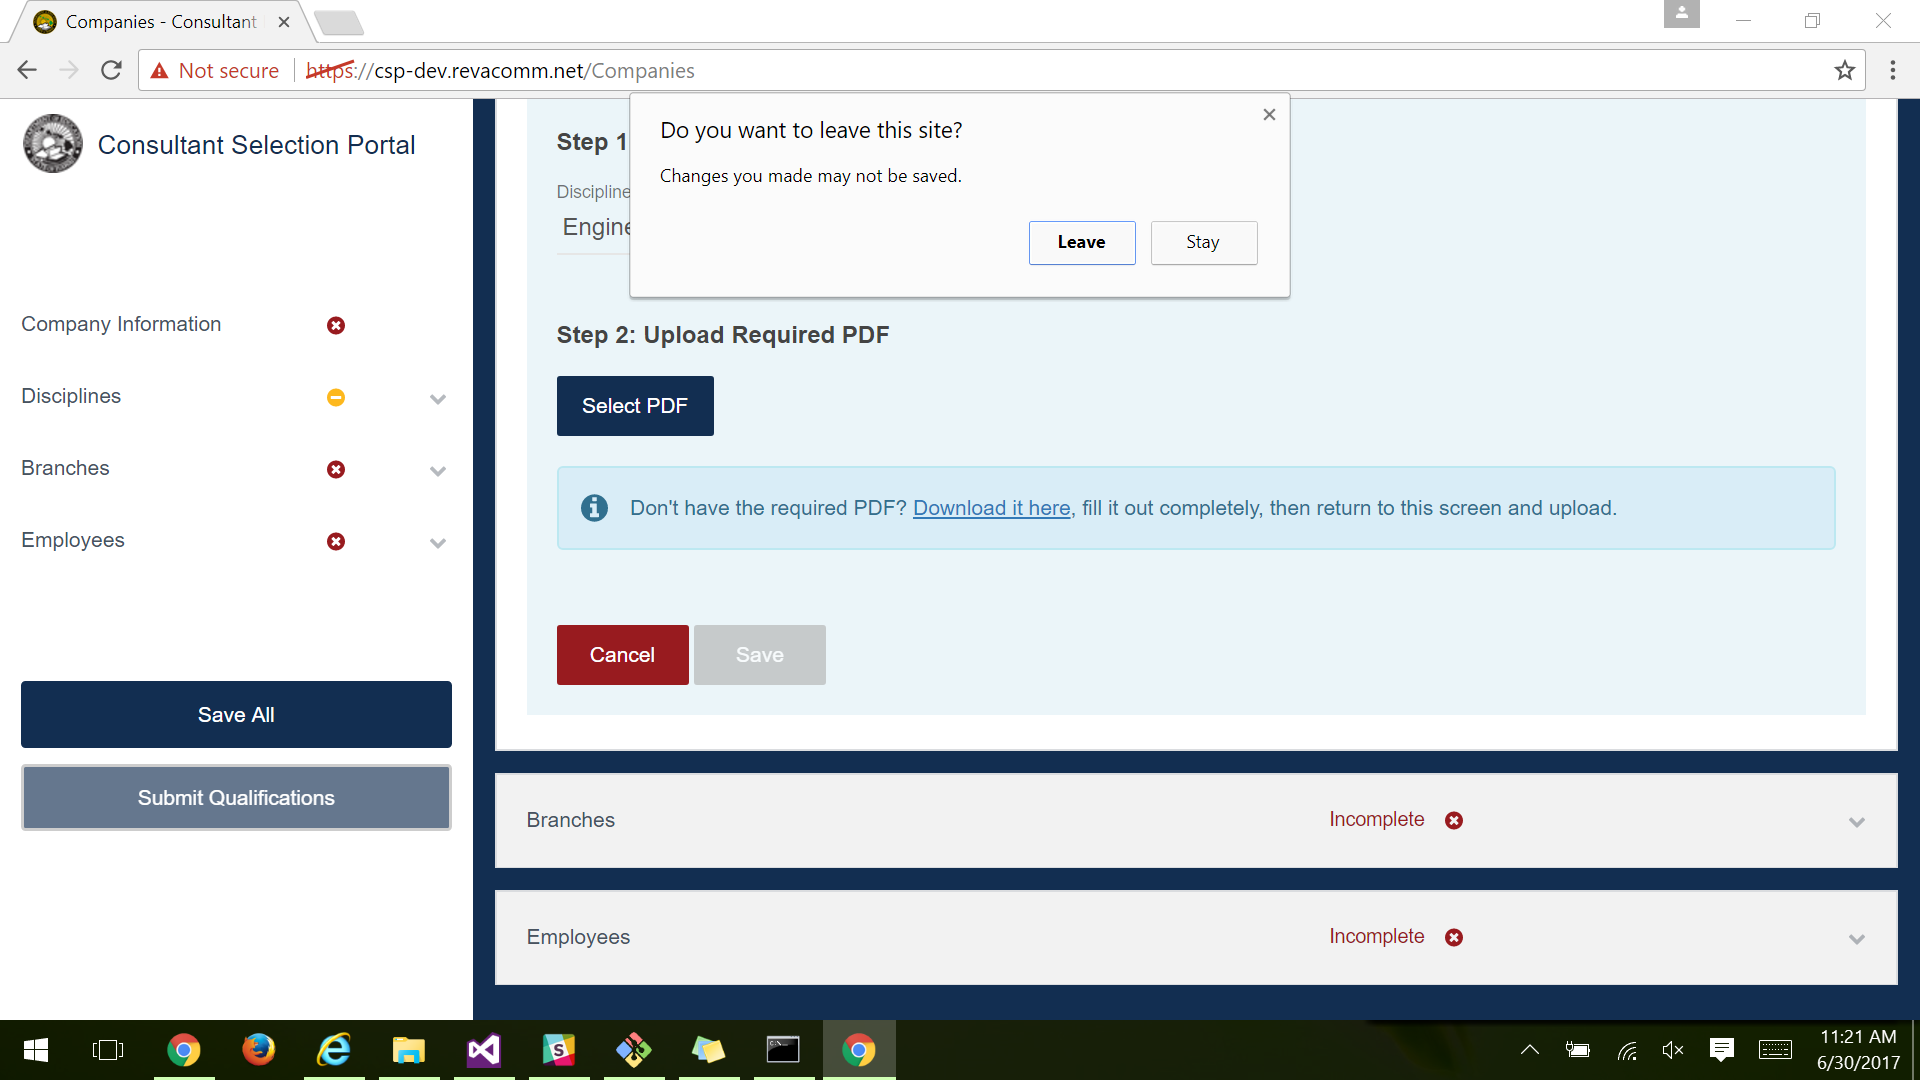 Companies - Consultant
Not secure
https://csp-dev.revacomm.net/Companies
Consultant Selection Portal
Company Information
Disciplines
Branches
Employees
Save All
Submit Qualifications
Do you want to leave this site?
Changes you made may not be saved.
Leave
Stay
Step 1
Discipline
Engine
Step 2: Upload Required PDF
Select PDF
Don't have the required PDF? Download it here, fill it out completely, then return to this screen and upload.
Cancel
Save
Branches
Incomplete
Employees
Incomplete
11:21 AM
6/30/2017